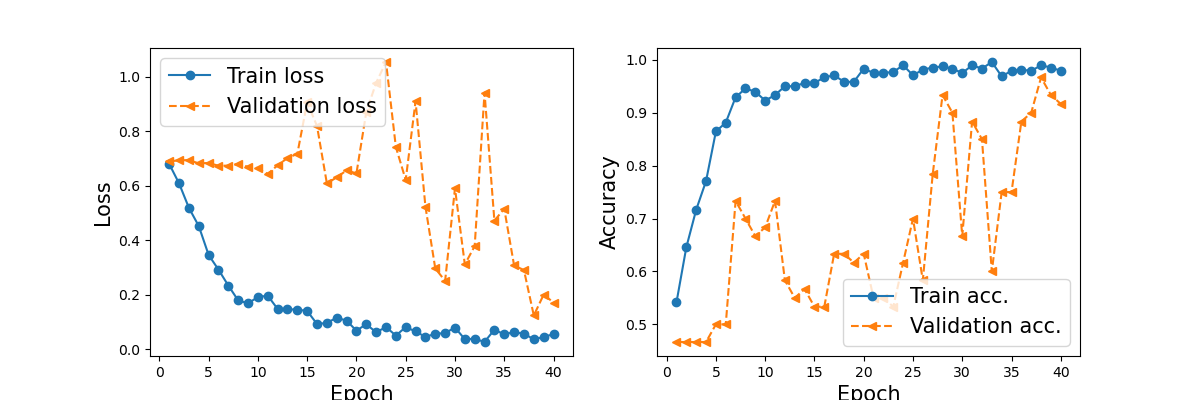 Train loss
Validation loss
Loss
1.0
0.8
0.6
0.4
0.2
0.0
0 5 10 15 20 25 30 35 40
Epoch
Train acc.
Validation acc.
Accuracy
1.0
0.9
0.8
0.7
0.6
0.5
0 5 10 15 20 25 30 35 40
Epoch